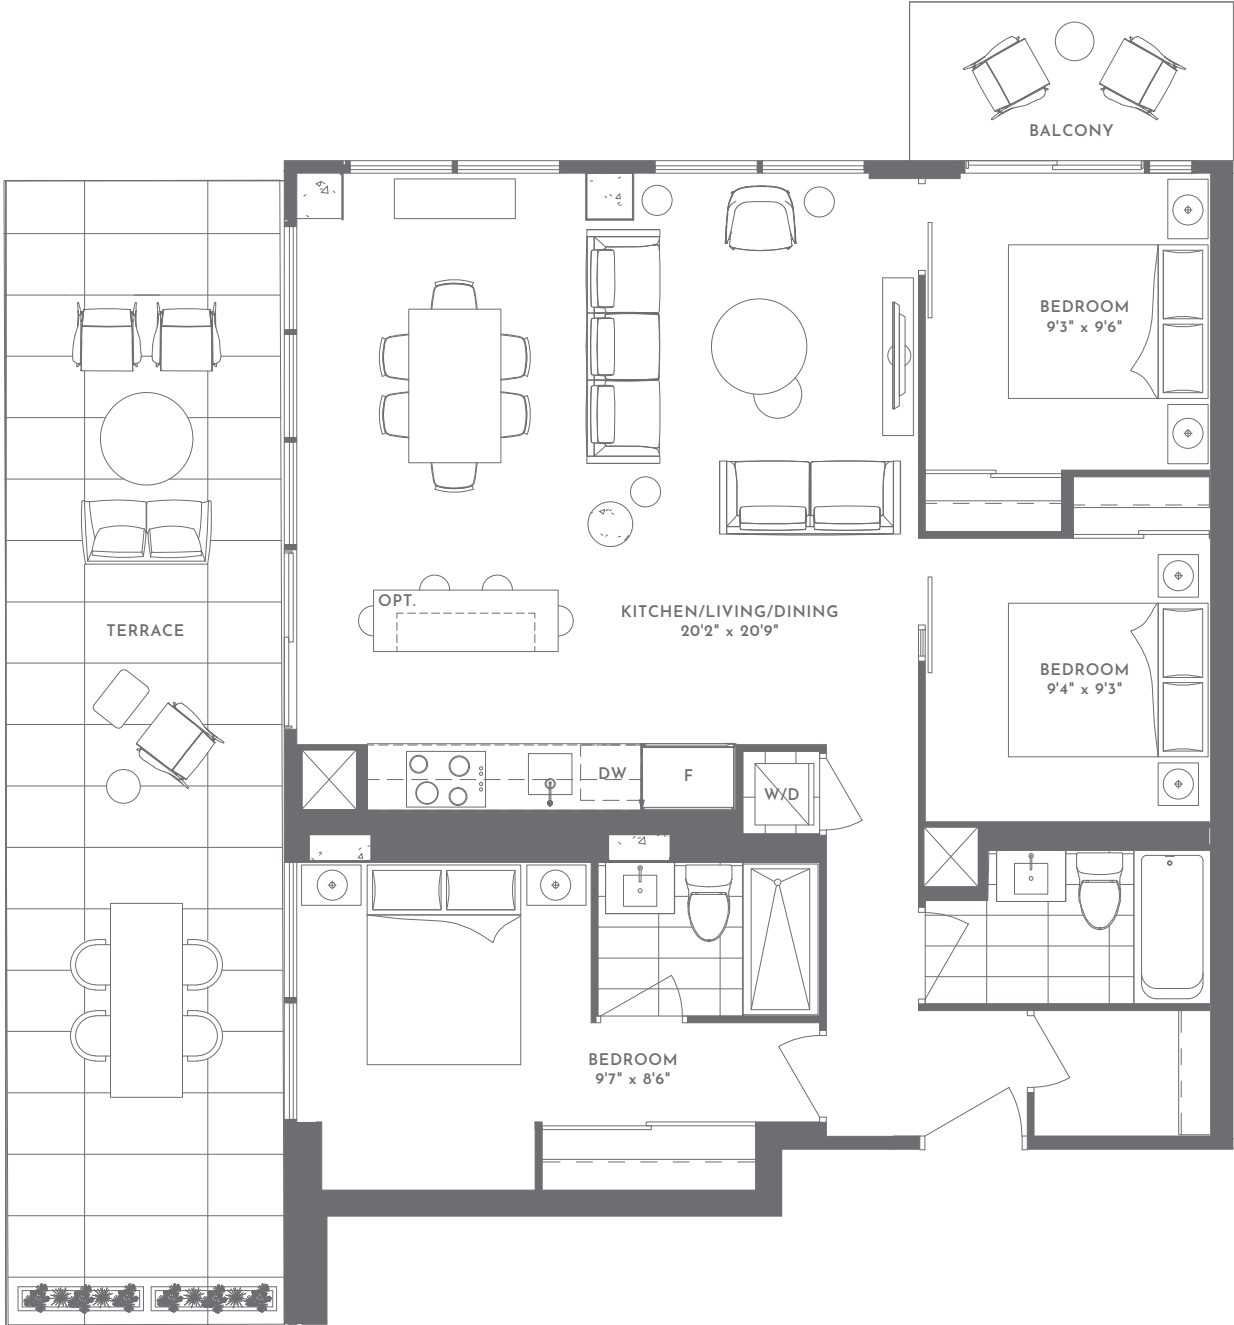 BALCONY
BEDROOM
9'3" x 9'6"
OPT.
KITCHEN/LIVING/DINING
20'2" x 20'9"
TERRACE
BEDROOM
9'4" x 9'3"
DW
F
W/D
BEDROOM
9'7" x 8'6"